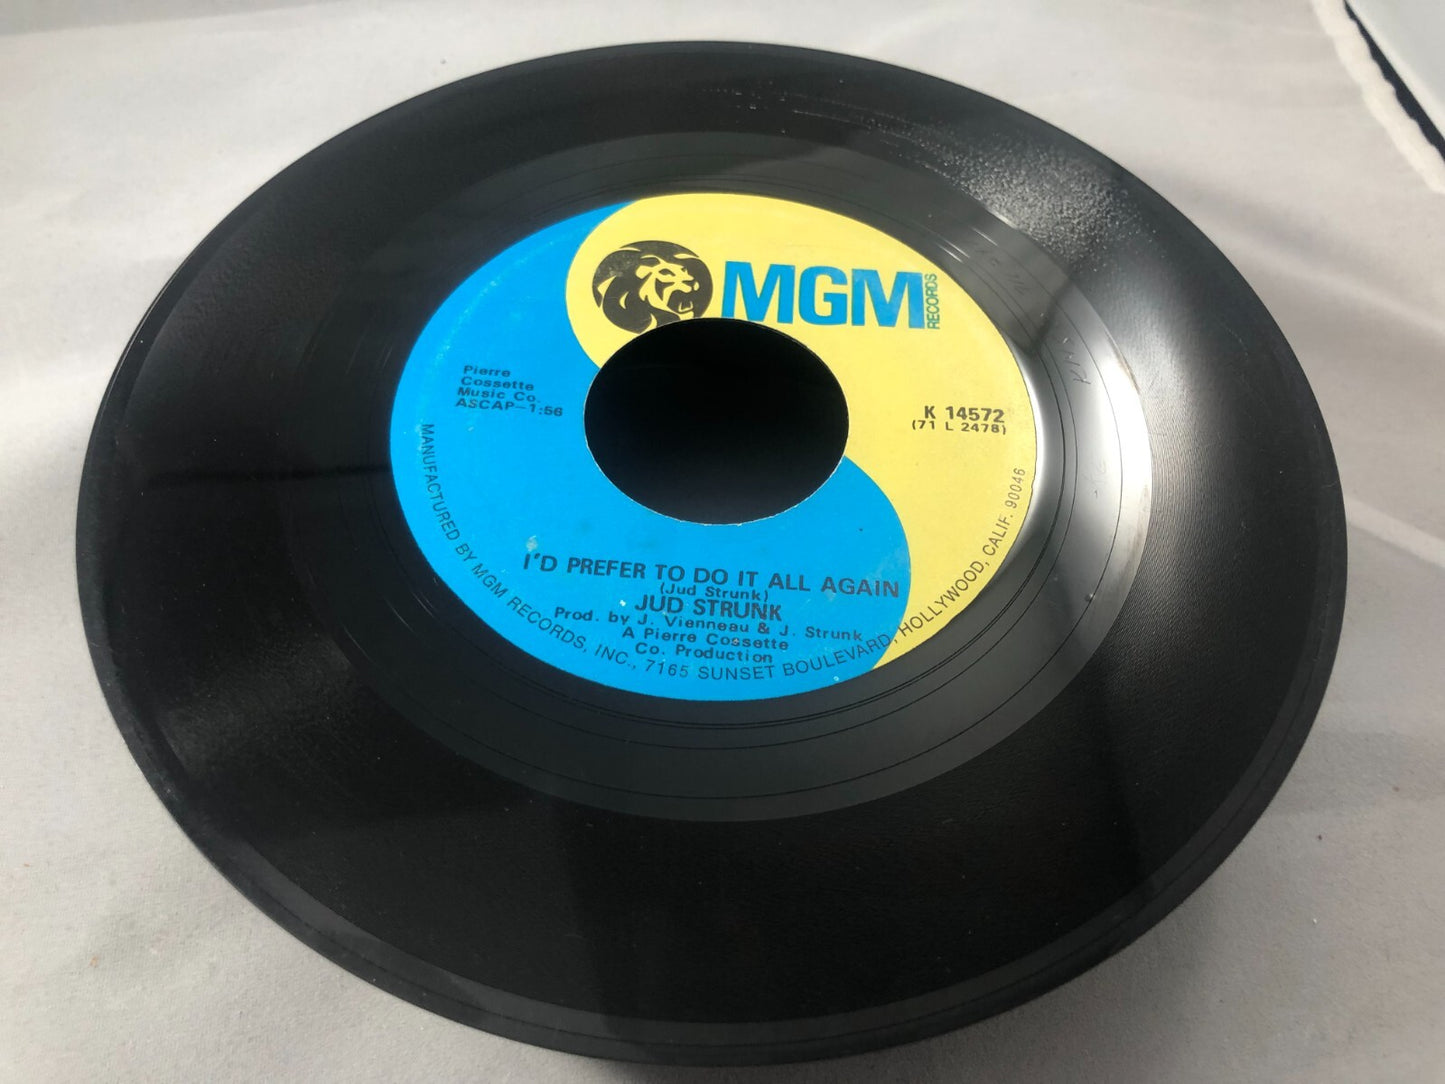 MGM
RECORDS
Pierre
Cossette
Music Co.
ASCAP-1:56
K 14572
(71 L 2478)
I'D PREFER TO DO IT ALL AGAIN
(Jud Strunk)
JUD STRUNK
Prod. by J. Vienneau & J. Strunk
A Pierre Cossette
Co. Production
MANUFACTURED BY MGM RECORDS, INC., 7165 SUNSET BOULEVARD, HOLLYWOOD, CALIF. 90046